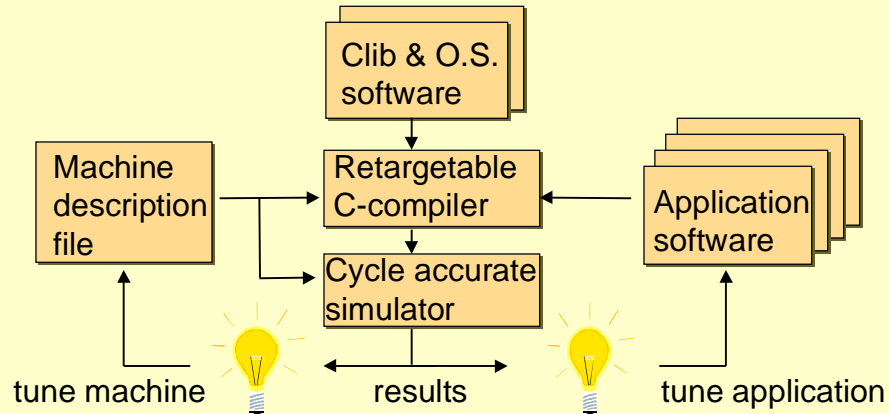 Clib & O.S.
software
Machine
description
file
Retargetable
C-compiler
Application
software
Cycle accurate
simulator
tune machine
results
tune application